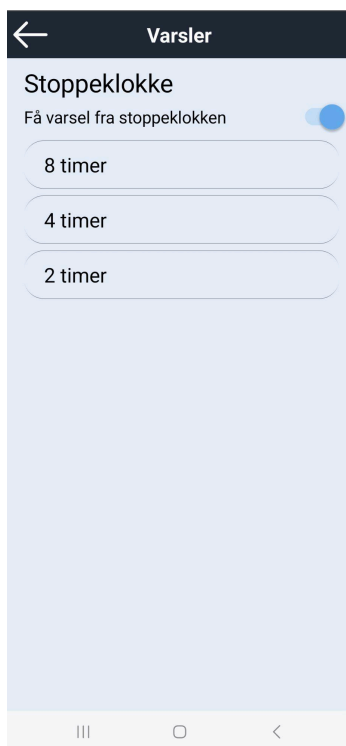 Varsler
Stoppeklokke
Få varsel fra stoppeklokken
8 timer
4 timer
2 timer